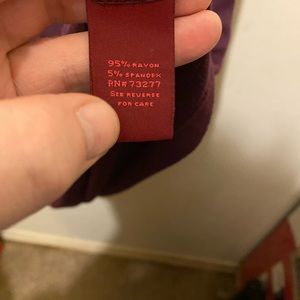 95% RAYON
5% SPANDEX
RN# 73277
SEE REVERSE
FOR CARE